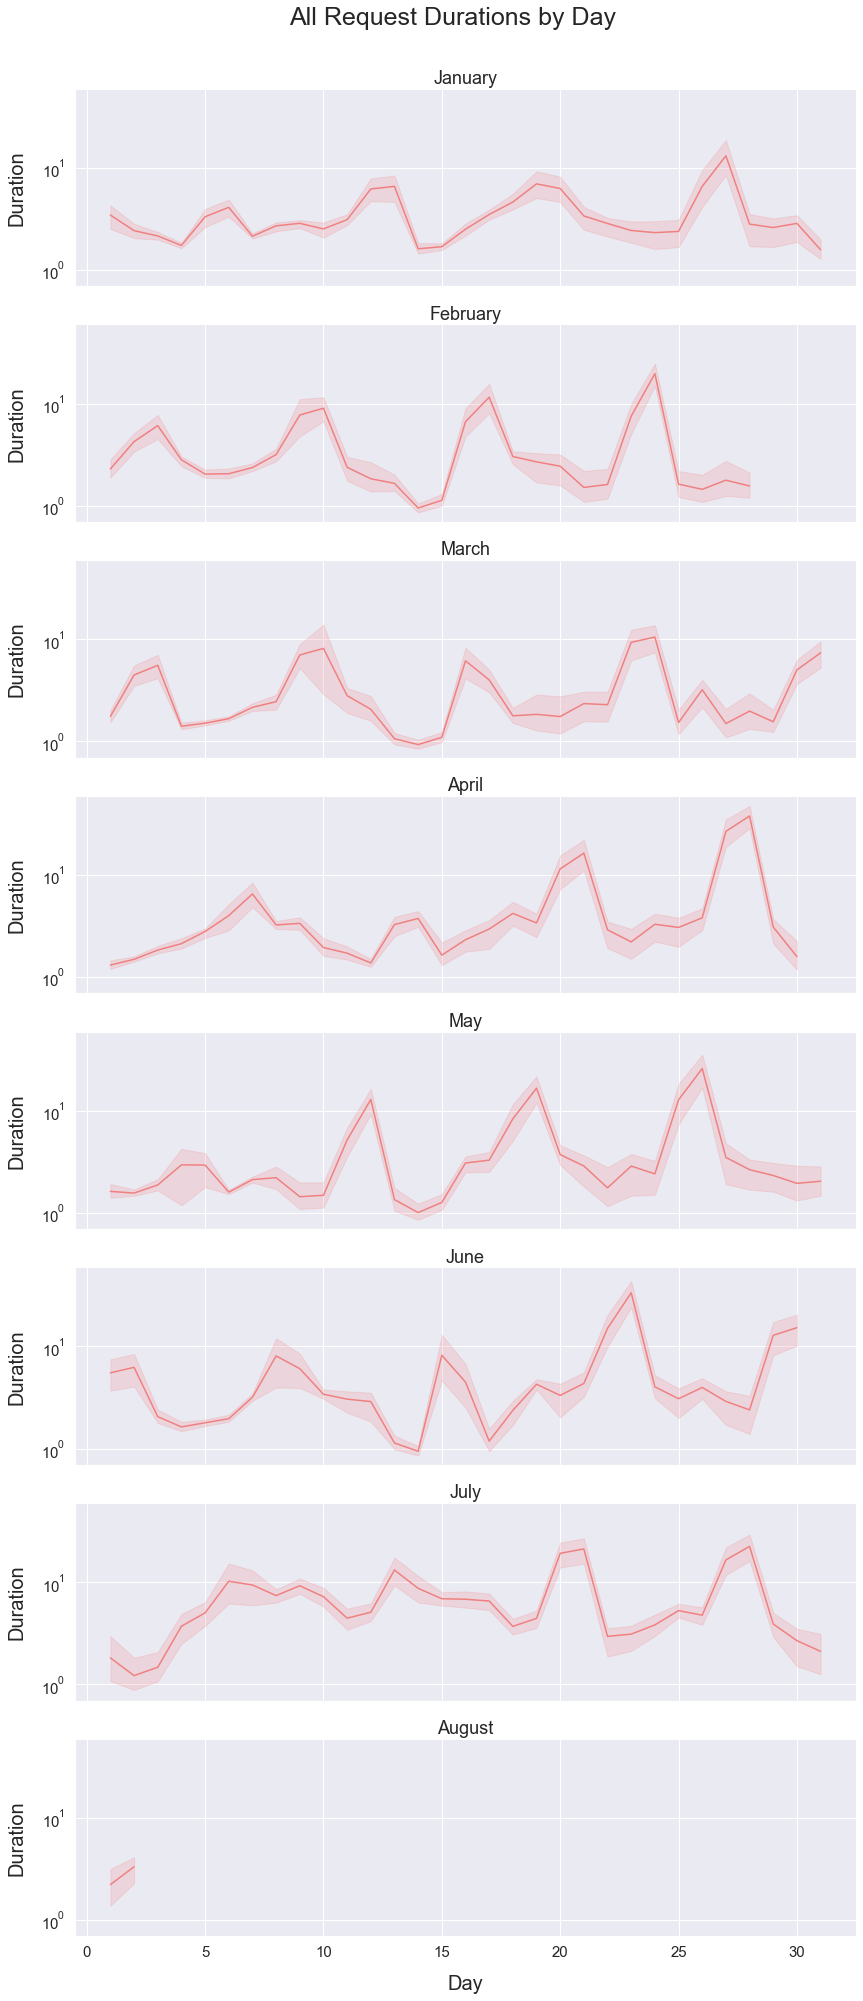 All Request Durations by Day
January
Duration
10¹
10⁰
February
Duration
10¹
10⁰
March
Duration
10¹
10⁰
April
Duration
10¹
10⁰
May
Duration
10¹
10⁰
June
Duration
10¹
10⁰
July
Duration
10¹
10⁰
August
Duration
10¹
10⁰
0 5 10 15 20 25 30
Day